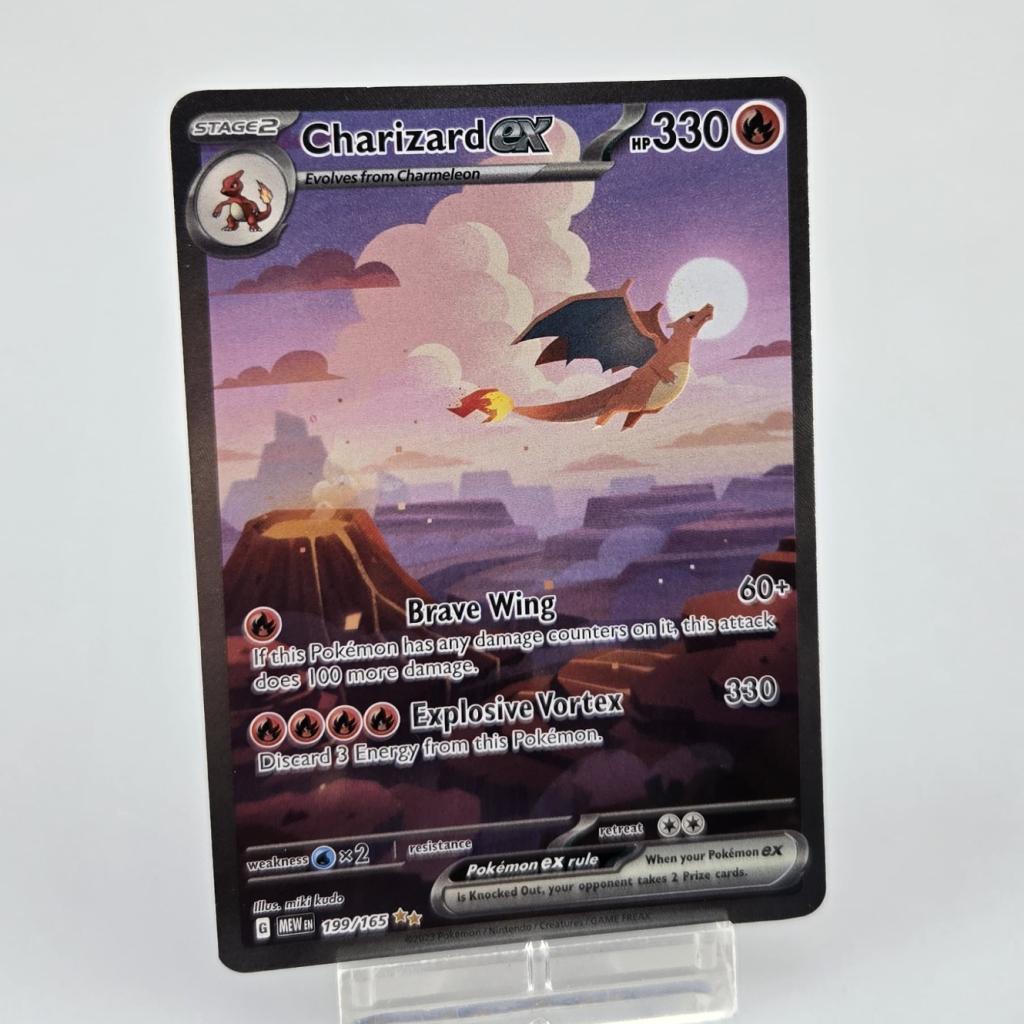 STAGE2
Charizard ex
HP 330
Evolves from Charmeleon
Brave Wing 60+
If this Pokémon has any damage counters on it, this attack
does 100 more damage.
Explosive Vortex 330
Discard 3 Energy from this Pokémon.
weakness ×2 resistance retreat
Pokémon ex rule When your Pokémon ex
is Knocked Out, your opponent takes 2 Prize cards.
Illus. miki kudo
G MEW EN 199/165
©2023 Pokémon / Nintendo / Creatures / GAME FREAK